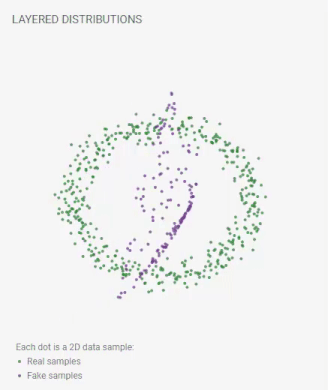 LAYERED DISTRIBUTIONS
Each dot is a 2D data sample:
Real samples
Fake samples